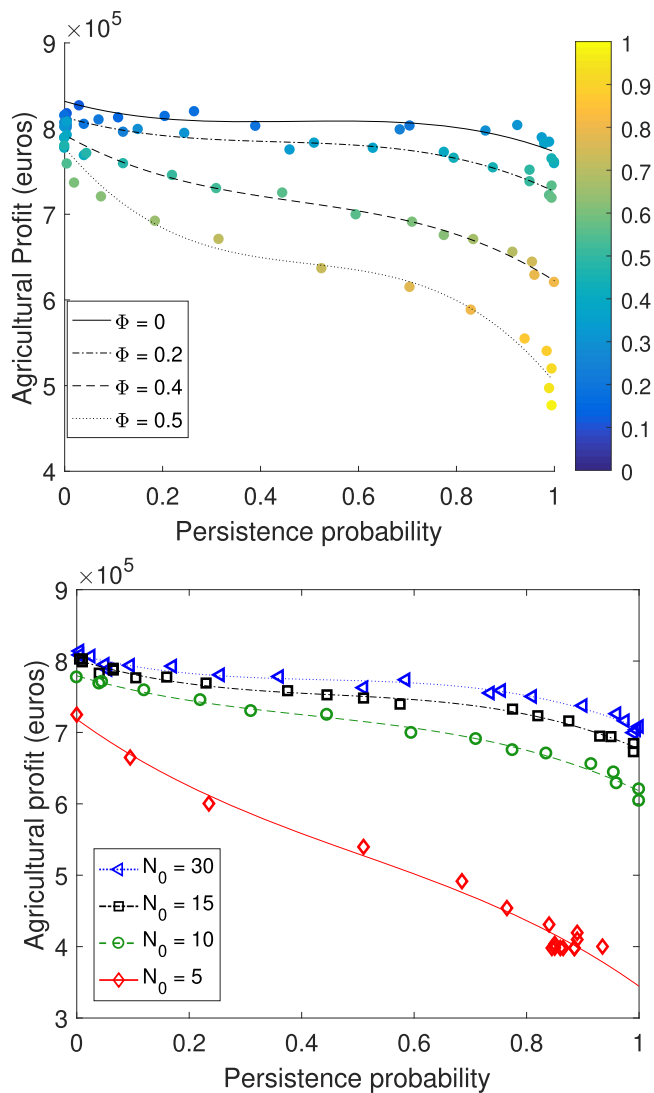 ×10^5
9
8
7
6
5
4
Agricultural Profit (euros)
Φ = 0
Φ = 0.2
Φ = 0.4
Φ = 0.5
0 0.2 0.4 0.6 0.8 1
Persistence probability
1
0.9
0.8
0.7
0.6
0.5
0.4
0.3
0.2
0.1
0
×10^5
9
8
7
6
5
4
3
Agricultural profit (euros)
N_0 = 30
N_0 = 15
N_0 = 10
N_0 = 5
0 0.2 0.4 0.6 0.8 1
Persistence probability